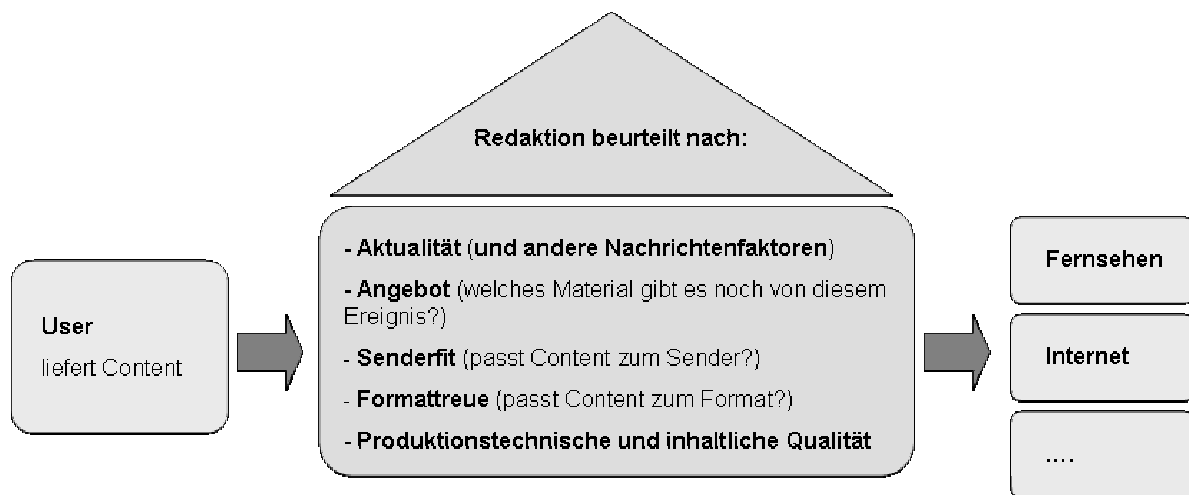 Redaktion beurteilt nach:
User
liefert Content
- Aktualität (und andere Nachrichtenfaktoren)
- Angebot (welches Material gibt es noch von diesem
Ereignis?)
- Senderfit (passt Content zum Sender?)
- Formattreue (passt Content zum Format?)
- Produktionstechnische und inhaltliche Qualität
Fernsehen
Internet
....